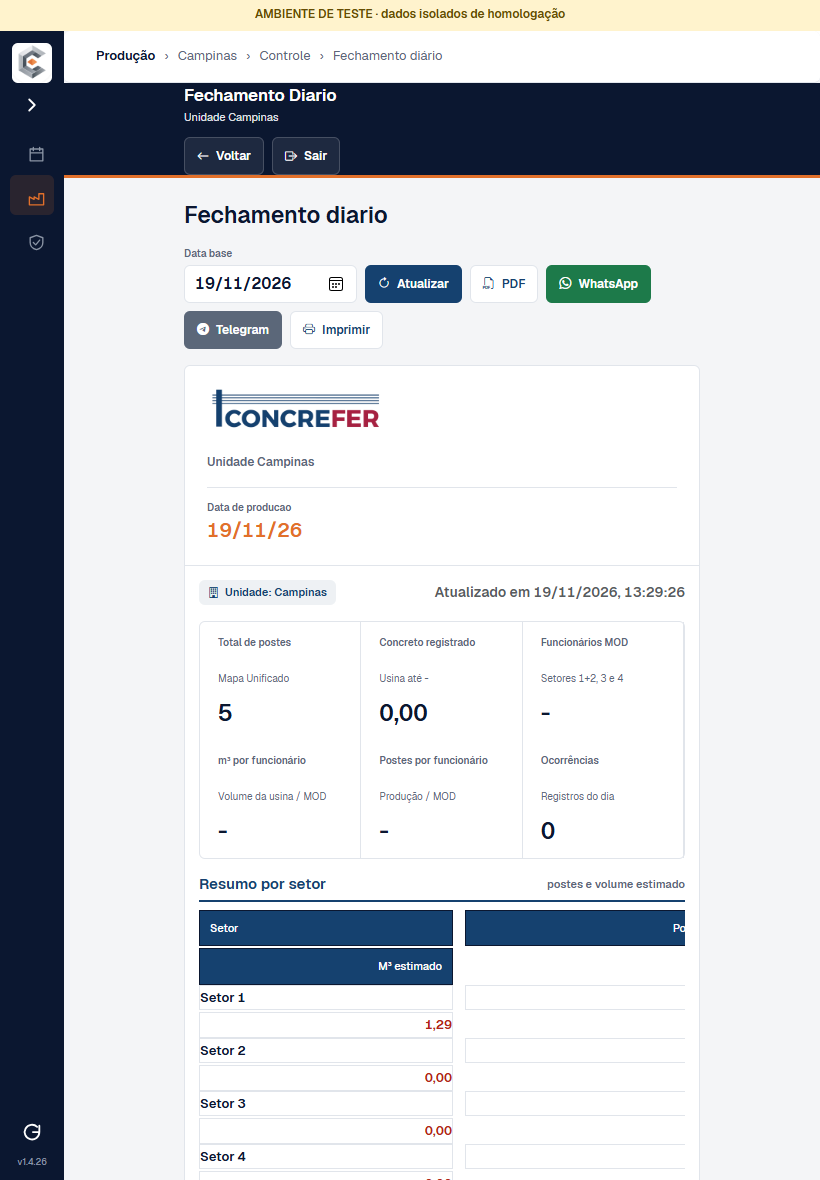 AMBIENTE DE TESTE · dados isolados de homologação
Produção › Campinas › Controle › Fechamento diário
Fechamento Diario
Unidade Campinas
Voltar Sair
Fechamento diario
Data base
19/11/2026 Atualizar PDF WhatsApp
Telegram Imprimir
CONCREFER
Unidade Campinas
Data de producao
19/11/26
Unidade: Campinas Atualizado em 19/11/2026, 13:29:26
Total de postes Concreto registrado Funcionários MOD
Mapa Unificado Usina até - Setores 1+2, 3 e 4
5 0,00 -
m³ por funcionário Postes por funcionário Ocorrências
Volume da usina / MOD Produção / MOD Registros do dia
- - 0
Resumo por setor postes e volume estimado
Setor Po
M³ estimado
Setor 1
1,29
Setor 2
0,00
Setor 3
0,00
Setor 4
v1.4.26